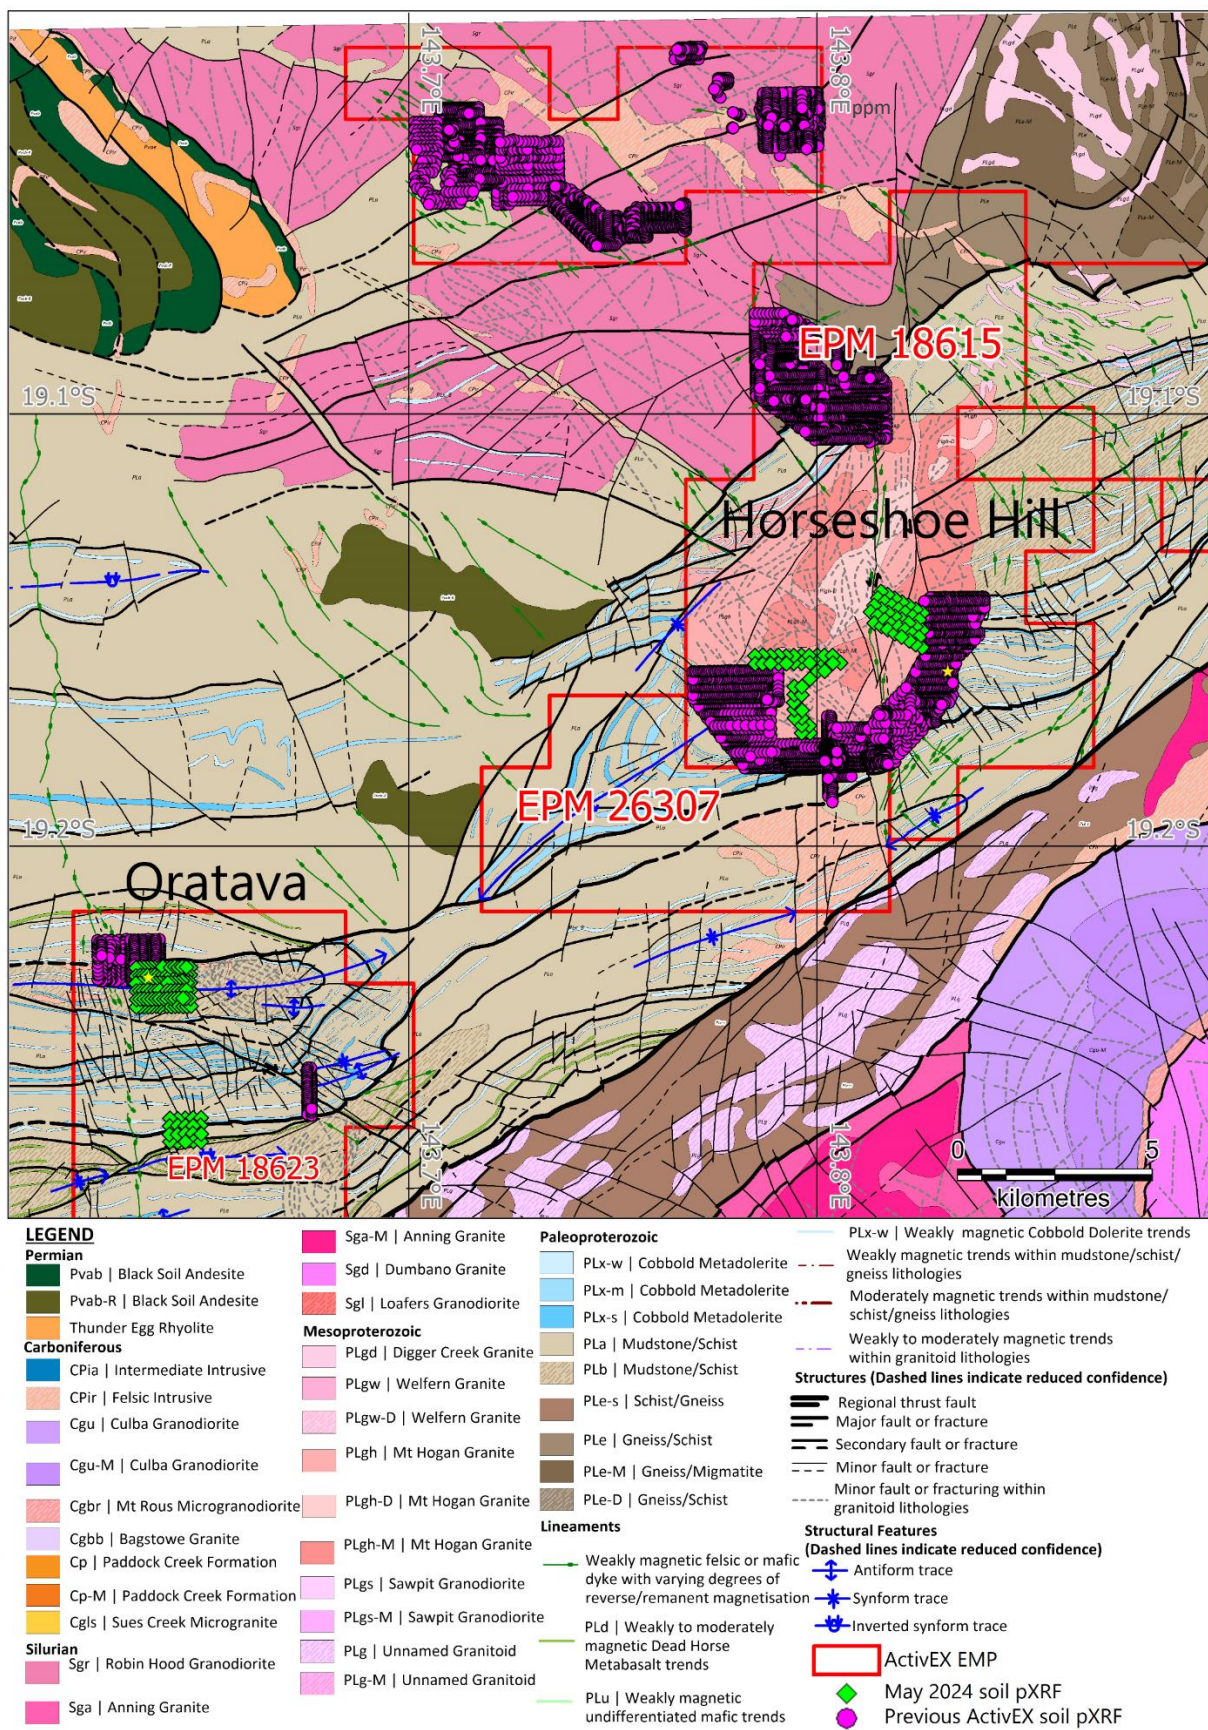 143.7°E
143.8°E
ppm
EPM 18615
19.1°S
19.1°S
Horseshoe Hill
EPM 26307
19.2°S
19.2°S
Oratava
EPM 18623
143.7°E
143.8°E
0 5
kilometres
LEGEND
Permian
Pvab | Black Soil Andesite
Pvab-R | Black Soil Andesite
Thunder Egg Rhyolite
Carboniferous
CPia | Intermediate Intrusive
CPir | Felsic Intrusive
Cgu | Culba Granodiorite
Cgu-M | Culba Granodiorite
Cgbr | Mt Rous Microgranodiorite
Cgbb | Bagstowe Granite
Cp | Paddock Creek Formation
Cp-M | Paddock Creek Formation
Cgls | Sues Creek Microgranite
Silurian
Sgr | Robin Hood Granodiorite
Sga | Anning Granite
Sga-M | Anning Granite
Sgd | Dumbano Granite
Sgl | Loafers Granodiorite
Mesoproterozoic
PLgd | Digger Creek Granite
PLgw | Welfern Granite
PLgw-D | Welfern Granite
PLgh | Mt Hogan Granite
PLgh-D | Mt Hogan Granite
PLgh-M | Mt Hogan Granite
PLgs | Sawpit Granodiorite
PLgs-M | Sawpit Granodiorite
PLg | Unnamed Granitoid
PLg-M | Unnamed Granitoid
Paleoproterozoic
PLx-w | Cobbold Metadolerite
PLx-m | Cobbold Metadolerite
PLx-s | Cobbold Metadolerite
PLa | Mudstone/Schist
PLb | Mudstone/Schist
PLe-s | Schist/Gneiss
PLe | Gneiss/Schist
PLe-M | Gneiss/Migmatite
PLe-D | Gneiss/Schist
Lineaments
Weakly magnetic felsic or mafic
dyke with varying degrees of
reverse/remanent magnetisation
PLd | Weakly to moderately
magnetic Dead Horse
Metabasalt trends
PLu | Weakly magnetic
undifferentiated mafic trends
PLx-w | Weakly magnetic Cobbold Dolerite trends
Weakly magnetic trends within mudstone/schist/
gneiss lithologies
Moderately magnetic trends within mudstone/
schist/gneiss lithologies
Weakly to moderately magnetic trends
within granitoid lithologies
Structures (Dashed lines indicate reduced confidence)
Regional thrust fault
Major fault or fracture
Secondary fault or fracture
Minor fault or fracture
Minor fault or fracturing within
granitoid lithologies
Structural Features
(Dashed lines indicate reduced confidence)
Antiform trace
Synform trace
Inverted synform trace
ActivEX EMP
May 2024 soil pXRF
Previous ActivEX soil pXRF